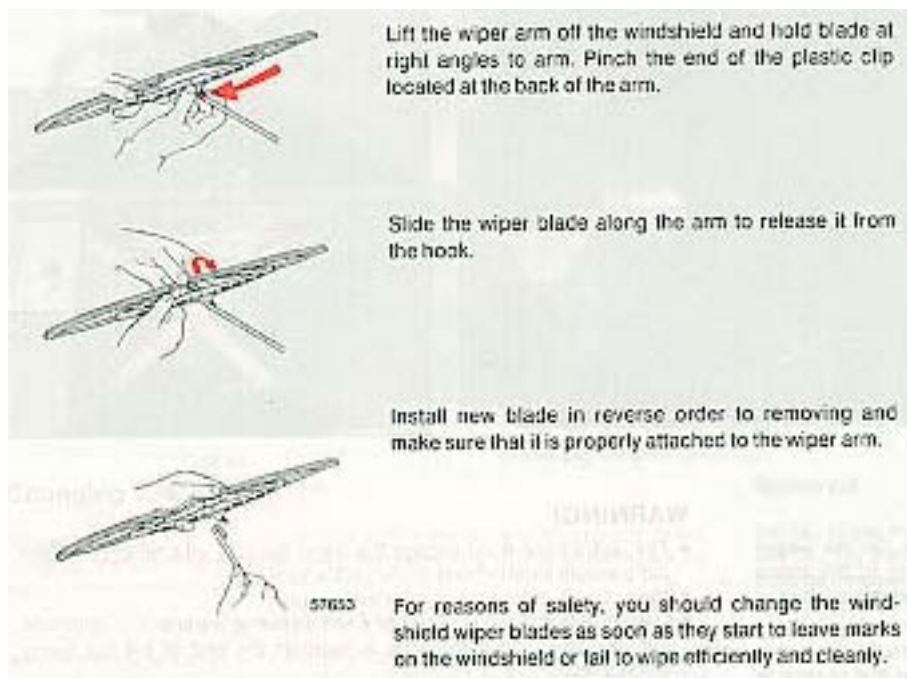 Lift the wiper arm off the windshield and hold blade at
right angles to arm. Pinch the end of the plastic clip
located at the back of the arm.
Slide the wiper blade along the arm to release it from
the hook.
Install new blade in reverse order to removing and
make sure that it is properly attached to the wiper arm.
WARNING!
57653
For reasons of safety, you should change the wind-
shield wiper blades as soon as they start to leave marks
on the windshield or fail to wipe efficiently and cleanly.